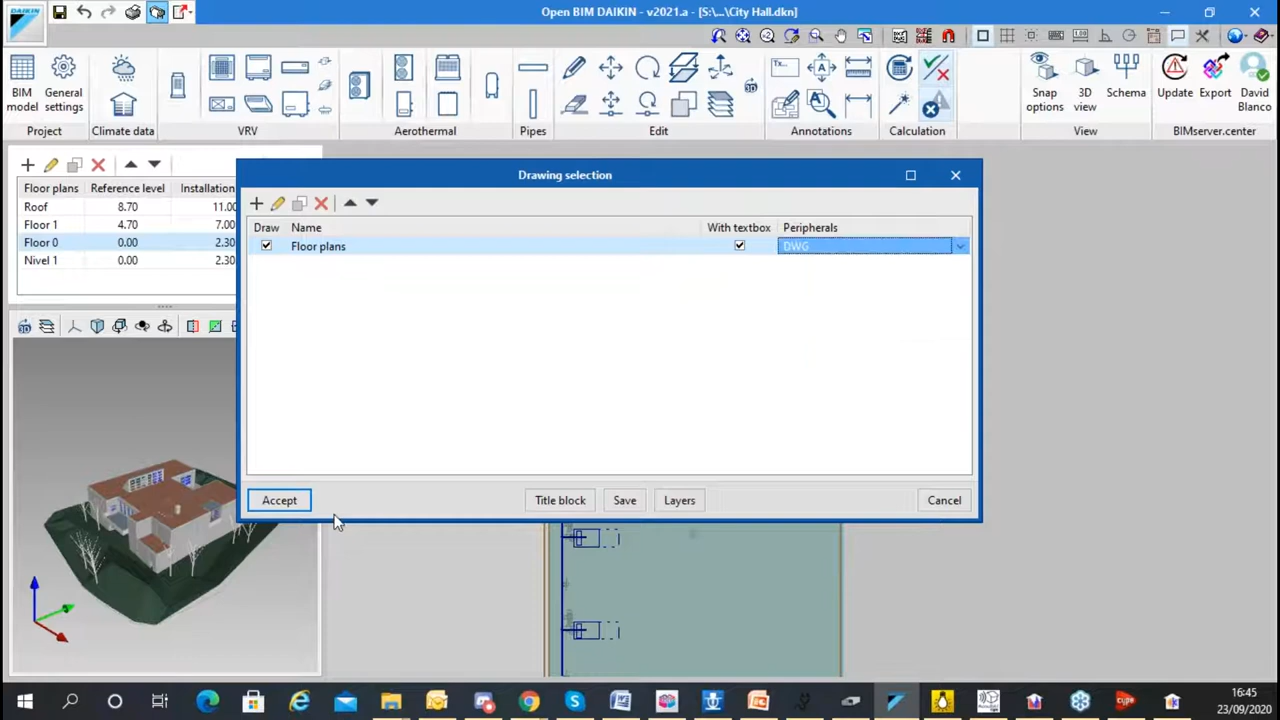 Open BIM DAIKIN - v2021.a - [S:\...\City Hall.dkn]
BIM model
General settings
Tx...
Snap options
3D view
Schema
Update
Export
David Blanco
Project
Climate data
VRV
Aerothermal
Pipes
Edit
Annotations
Calculation
View
BIMserver.center
Floor plans Reference level Installation
Roof 8.70 11.00
Floor 1 4.70 7.00
Floor 0 0.00 2.30
Nivel 1 0.00 2.30
Drawing selection
Draw Name With textbox Peripherals
Floor plans DWG
Accept Title block Save Layers Cancel
16:45
23/09/2020